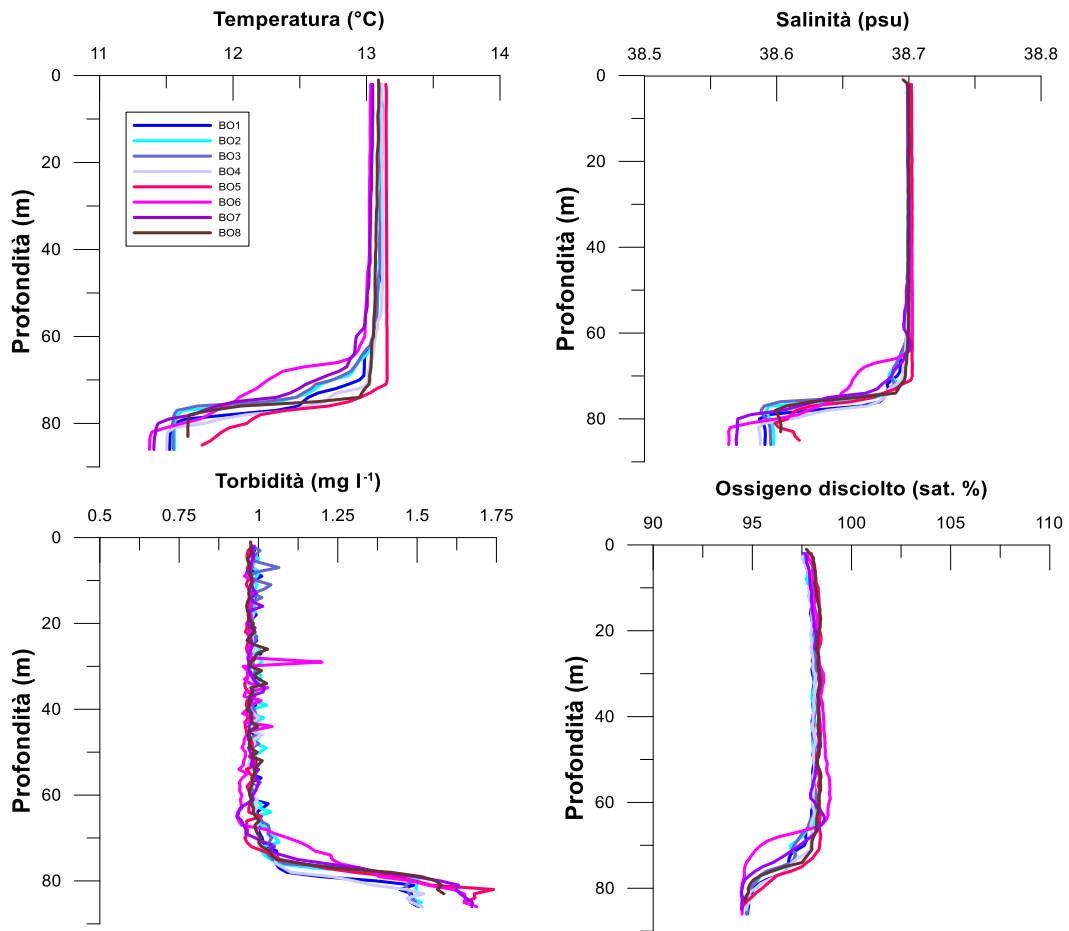 Temperatura (°C)
11 12 13 14
0
20
40
60
80
Profondità (m)
BO1
BO2
BO3
BO4
BO5
BO6
BO7
BO8
Salinità (psu)
38.5 38.6 38.7 38.8
0
20
40
60
80
Profondità (m)
Torbidità (mg l⁻¹)
0.5 0.75 1 1.25 1.5 1.75
0
20
40
60
80
Profondità (m)
Ossigeno disciolto (sat. %)
90 95 100 105 110
0
20
40
60
80
Profondità (m)